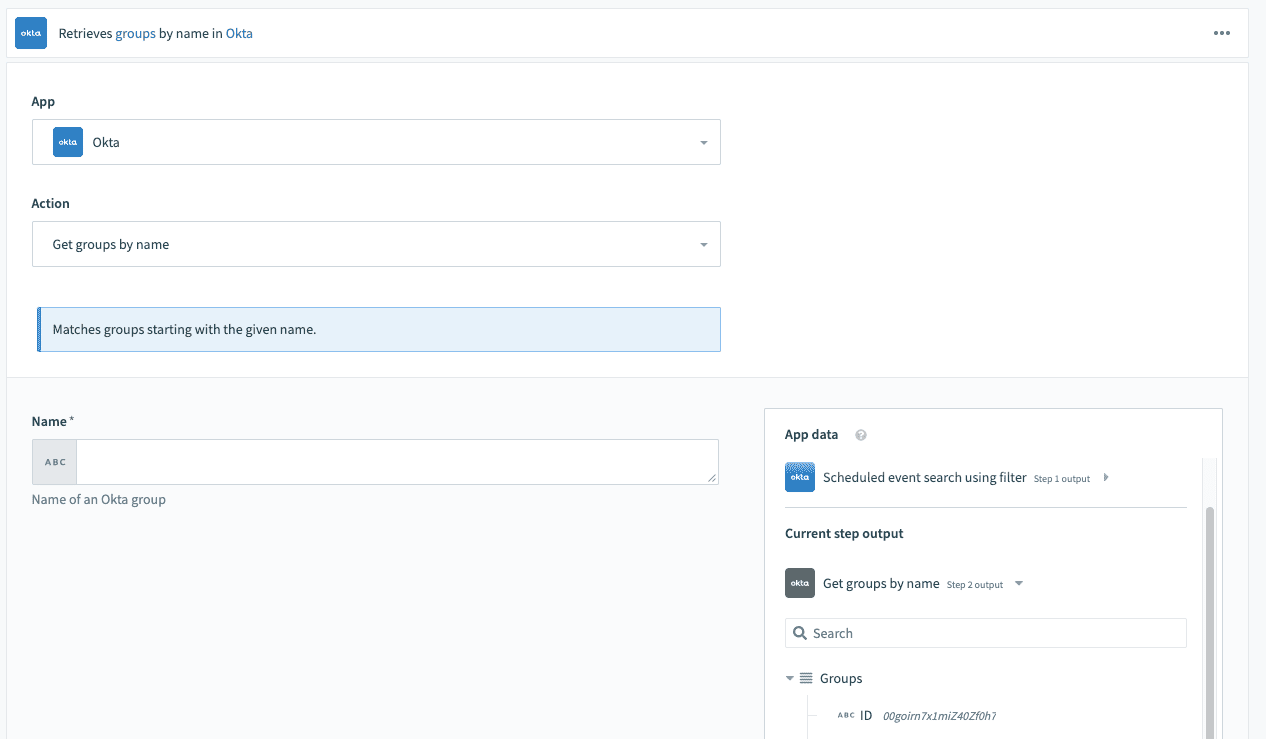 okta Retrieves groups by name in Okta
App
okta Okta
Action
Get groups by name
Matches groups starting with the given name.
Name*
ABC
Name of an Okta group
App data ?
okta Scheduled event search using filter Step 1 output
Current step output
okta Get groups by name Step 2 output
Search
Groups
ABC ID 00goirn7x1miZ40Zf0h7